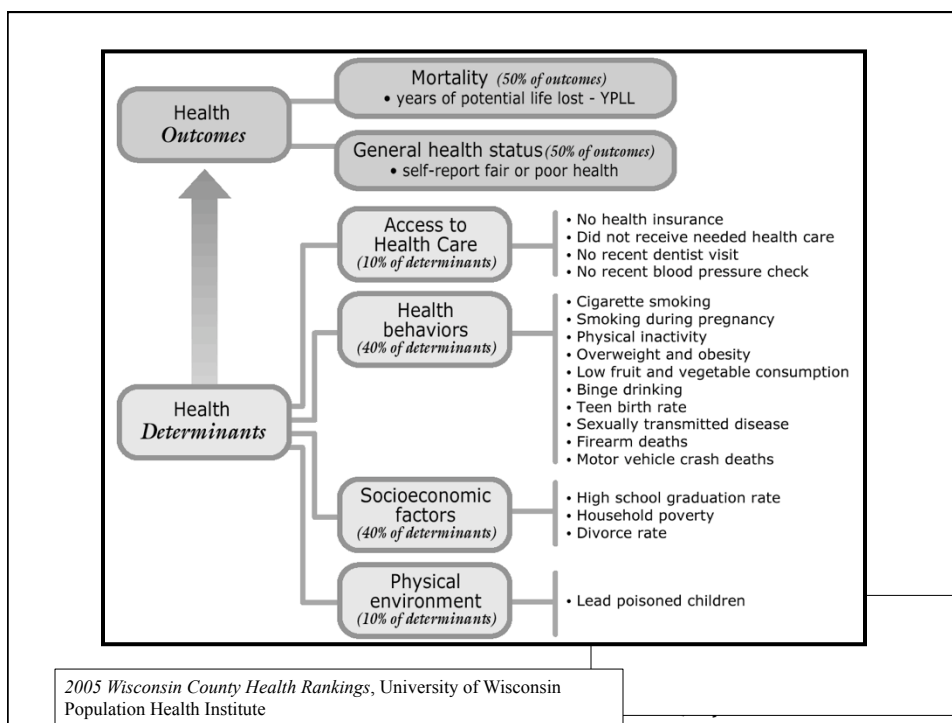 Mortality (50% of outcomes)
• years of potential life lost - YPLL
Health
Outcomes
General health status (50% of outcomes)
• self-report fair or poor health
Access to
Health Care
(10% of determinants)
• No health insurance
• Did not receive needed health care
• No recent dentist visit
• No recent blood pressure check
Health
behaviors
(40% of determinants)
• Cigarette smoking
• Smoking during pregnancy
• Physical inactivity
• Overweight and obesity
• Low fruit and vegetable consumption
• Binge drinking
• Teen birth rate
• Sexually transmitted disease
• Firearm deaths
• Motor vehicle crash deaths
Health
Determinants
Socioeconomic
factors
(40% of determinants)
• High school graduation rate
• Household poverty
• Divorce rate
Physical
environment
(10% of determinants)
• Lead poisoned children
2005 Wisconsin County Health Rankings, University of Wisconsin
Population Health Institute